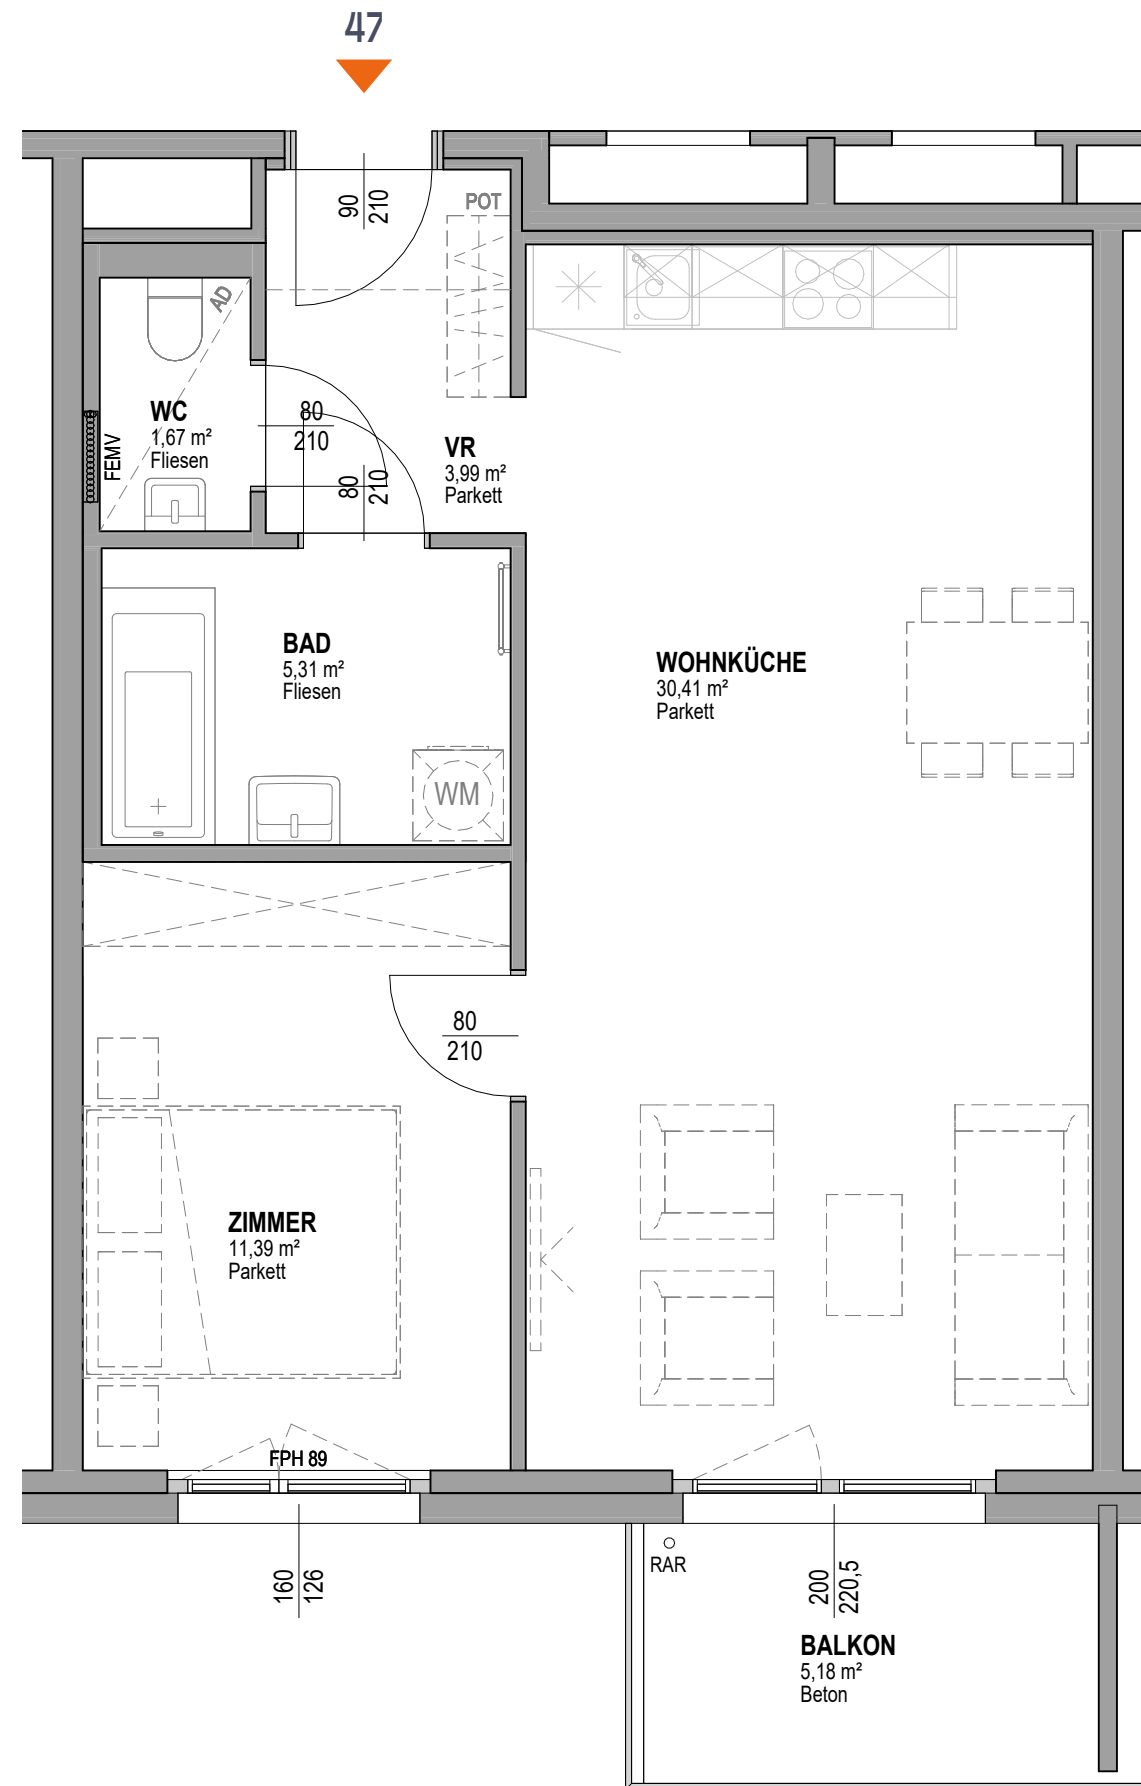 47
90
210
POT
AD
WC
1,67 m²
Fliesen
FEMV
80
210
80
210
VR
3,99 m²
Parkett
BAD
5,31 m²
Fliesen
WM
WOHNKÜCHE
30,41 m²
Parkett
80
210
ZIMMER
11,39 m²
Parkett
FPH 89
160
126
RAR
200
220,5
BALKON
5,18 m²
Beton